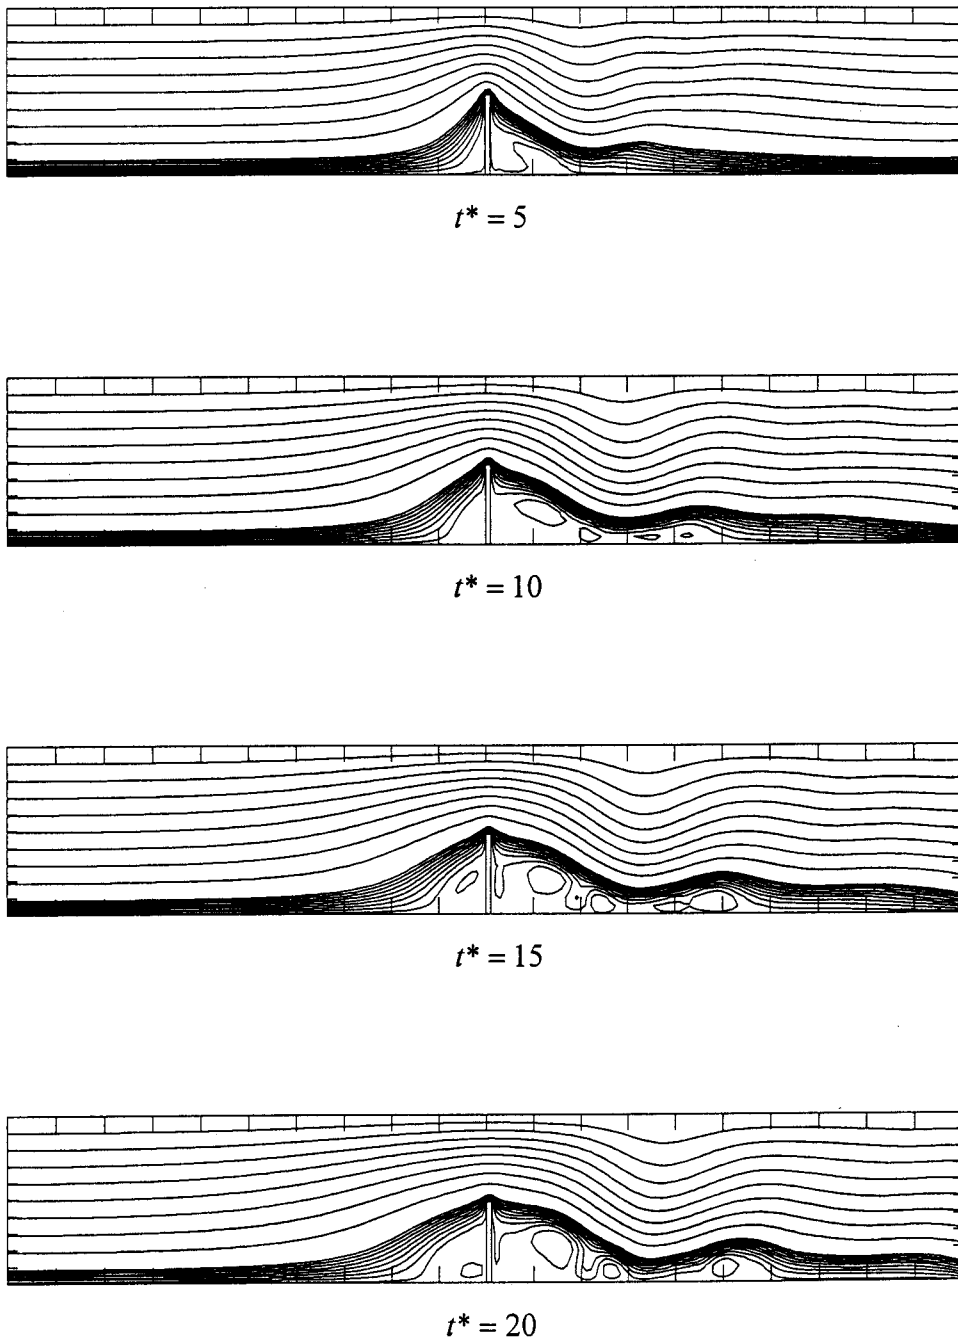 t* = 5
t* = 10
t* = 15
t* = 20